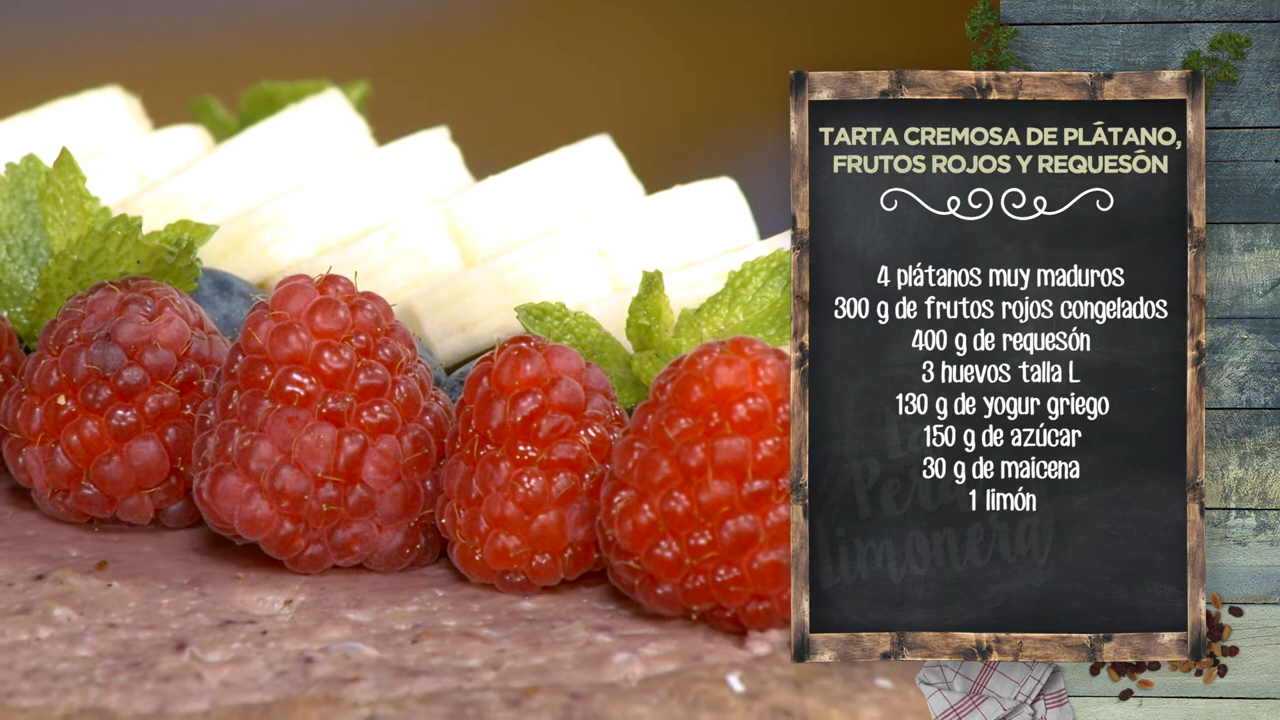 TARTA CREMOSA DE PLÁTANO,
FRUTOS ROJOS Y REQUESÓN
4 plátanos muy maduros
300 g de frutos rojos congelados
400 g de requesón
3 huevos talla L
130 g de yogur griego
150 g de azúcar
30 g de maicena
1 limón
limonera